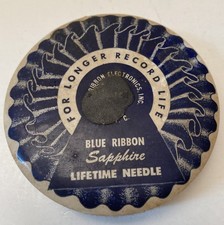 FOR LONGER RECORD LIFE
RIBBON ELECTRONICS, INC.
BLUE RIBBON
Sapphire
LIFETIME NEEDLE